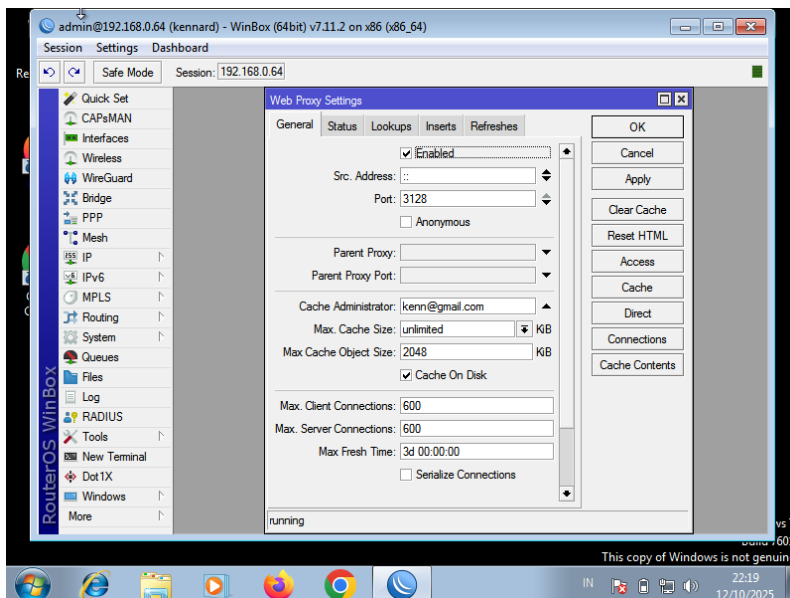 admin@192.168.0.64 (kennard) - WinBox (64bit) v7.11.2 on x86 (x86_64)
Session Settings Dashboard
Safe Mode Session: 192.168.0.64
Re
Quick Set
CAPsMAN
Interfaces
Wireless
WireGuard
Bridge
PPP
Mesh
IP
IPv6
MPLS
Routing
System
Queues
Files
Log
RADIUS
Tools
New Terminal
Dot1X
Windows
More
RouterOS WinBox
Web Proxy Settings
General Status Lookups Inserts Refreshes
Enabled
Src. Address: ::
Port: 3128
Anonymous
Parent Proxy:
Parent Proxy Port:
Cache Administrator: kenn@gmail.com
Max. Cache Size: unlimited KiB
Max Cache Object Size: 2048 KiB
Cache On Disk
Max. Client Connections: 600
Max. Server Connections: 600
Max Fresh Time: 3d 00:00:00
Serialize Connections
running
OK
Cancel
Apply
Clear Cache
Reset HTML
Access
Cache
Direct
Connections
Cache Contents
This copy of Windows is not genuin
IN
22:19
12/10/2025